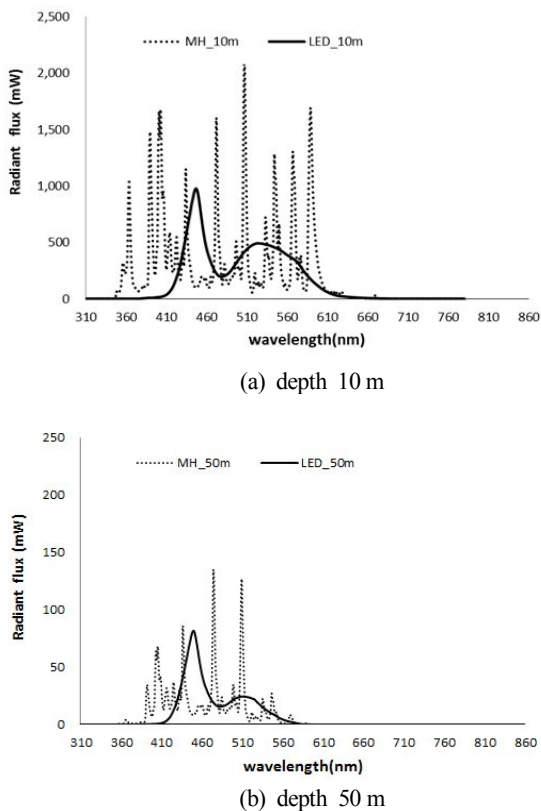 2,500
MH_10m LED_10m
2,000
1,500
1,000
500
0
Radiant flux (mW)
310 360 410 460 510 560 610 660 710 760 810 860
wavelength(nm)
(a) depth 10 m
250
MH_50m LED_50m
200
150
100
50
0
Radiant flux (mW)
310 360 410 460 510 560 610 660 710 760 810 860
wavelength(nm)
(b) depth 50 m